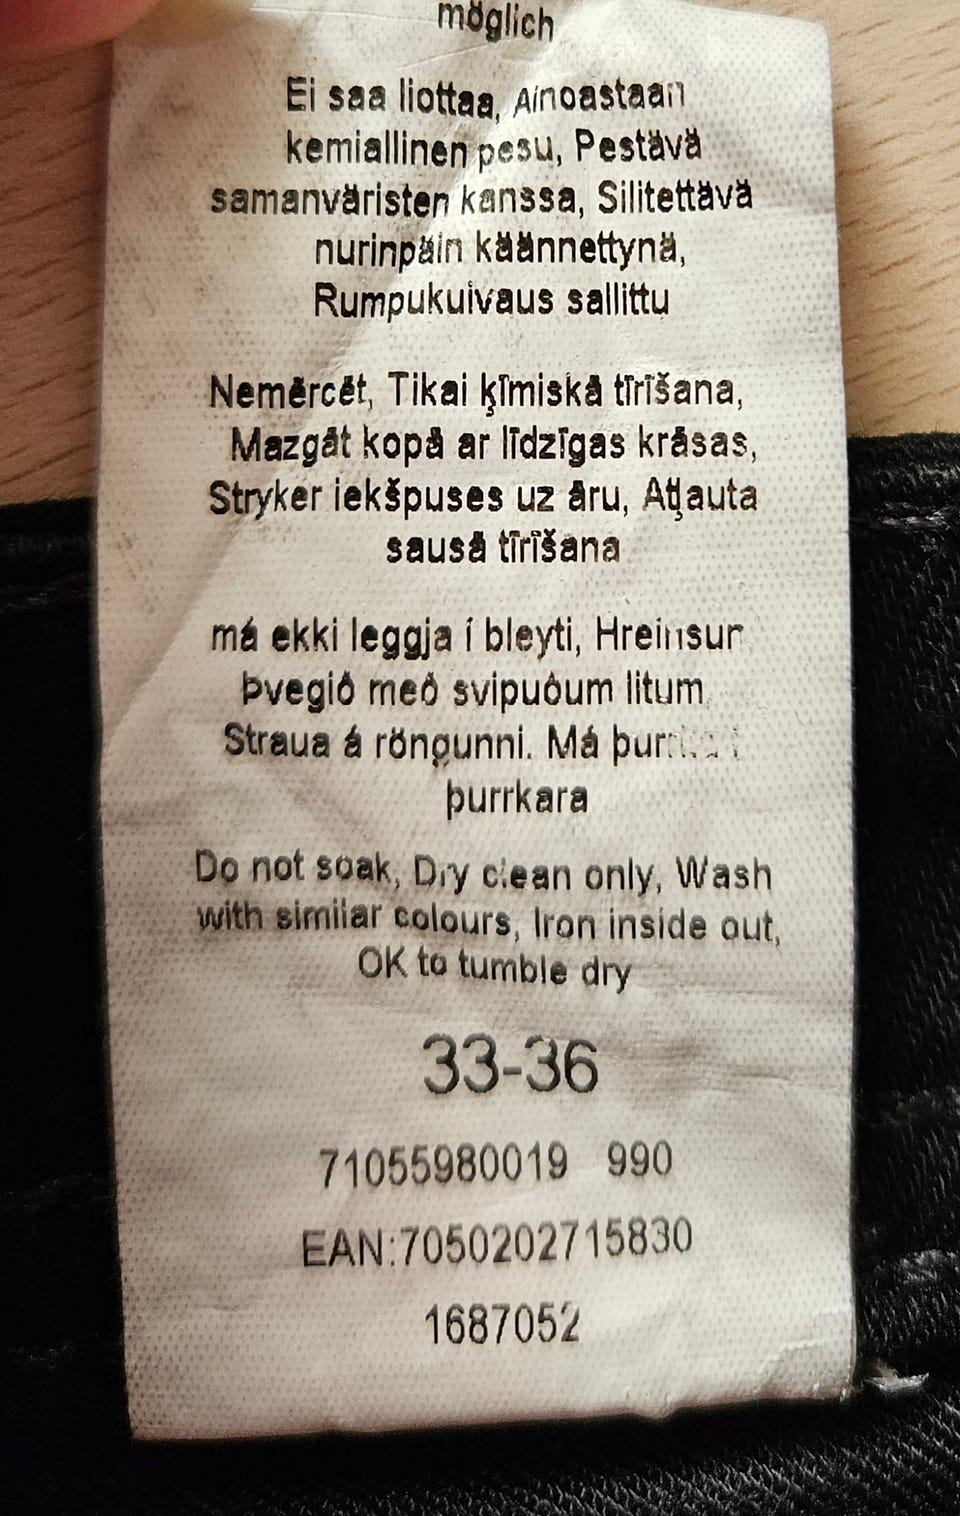 möglich
Ei saa liottaa, Ainoastaan
kemiallinen pesu, Pestävä
samanväristen kanssa, Silitettävä
nurinpäin käännettynä,
Rumpukuivaus sallittu
Nemērcēt, Tikai ķīmiskā tīrīšana,
Mazgāt kopā ar līdzīgas krāsas,
Stryker iekšpuses uz āru, Atļauta
sausā tīrīšana
má ekki leggja í bleyti, Hreinsun
Þvegið með svipuðum litum
Straua á röngunni. Má þurrka í
þurrkara
Do not soak, Dry clean only, Wash
with similar colours, Iron inside out,
OK to tumble dry
33-36
71055980019 990
EAN:7050202715830
1687052